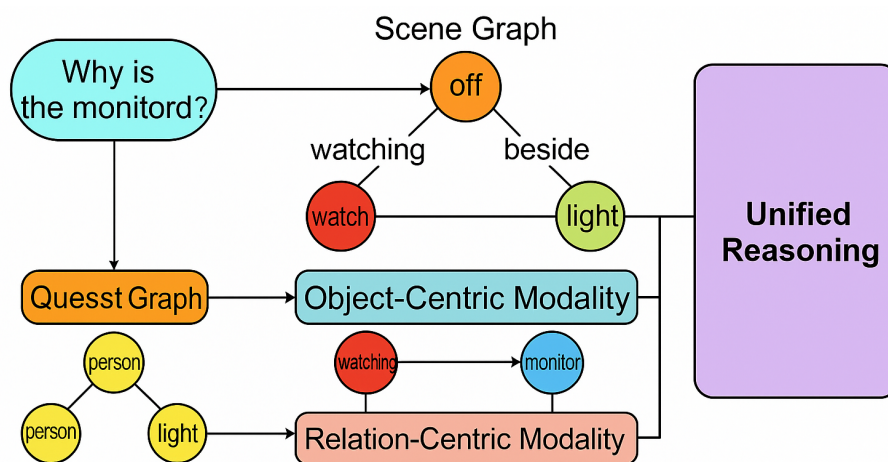 Scene Graph
Why is
the monitord?
off
watching
beside
watch
light
Unified
Reasoning
Quesst Graph
Object-Centric Modality
person
watching
monitor
person
light
Relation-Centric Modality